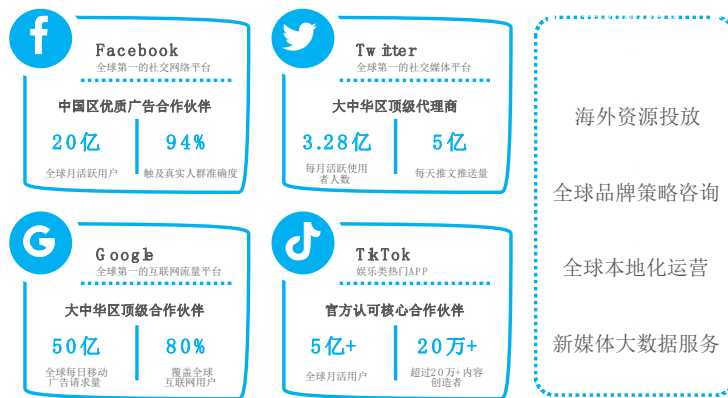 Facebook
全球第一的社交网络平台
中国区优质广告合作伙伴
20亿 94%
全球月活跃用户 触及真实人群准确度
Twitter
全球第一的社交媒体平台
大中华区顶级代理商
3.28亿 5亿
每月活跃使用
者人数
每天推文推送量
Google
全球第一的互联网流量平台
大中华区顶级合作伙伴
50亿 80%
全球每日移动
广告请求量
覆盖全球
互联网用户
TikTok
娱乐类热门APP
官方认可核心合作伙伴
5亿+ 20万+
全球月活用户
超过20万+内容
创造者
海外资源投放
全球品牌策略咨询
全球本地化运营
新媒体大数据服务